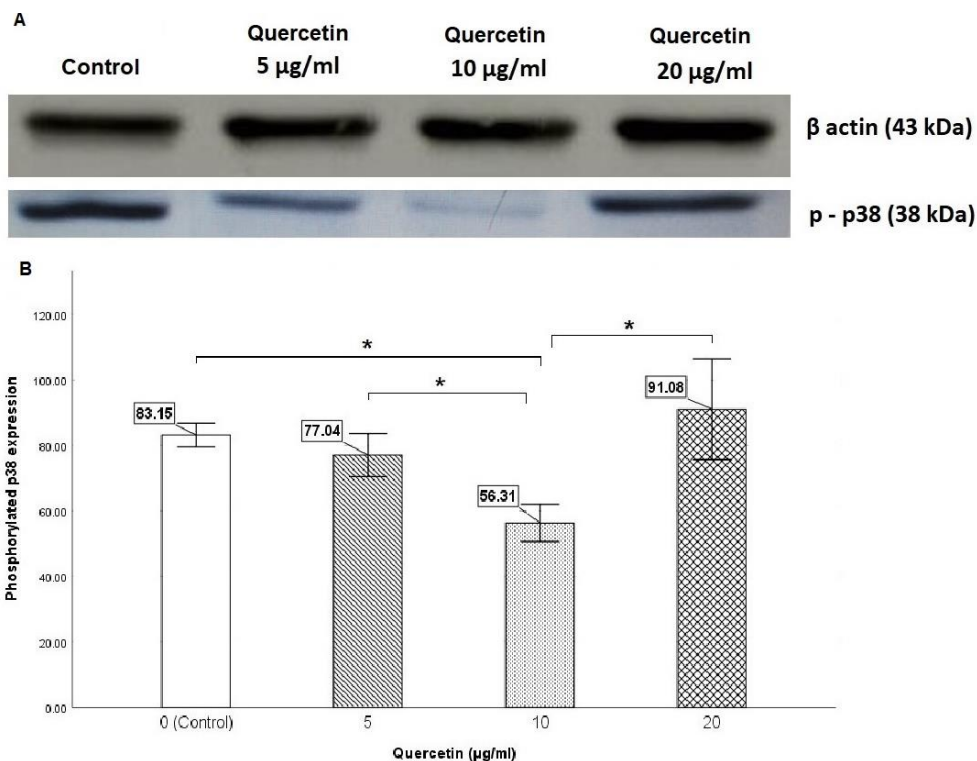 A
Control
Quercetin
5 µg/ml
Quercetin
10 µg/ml
Quercetin
20 µg/ml
β actin (43 kDa)
p - p38 (38 kDa)
B
Phosphorylated p38 expression
120.00
100.00
80.00
60.00
40.00
20.00
0.00
*
*
*
83.15
77.04
56.31
91.08
0 (Control)
5
10
20
Quercetin (µg/ml)